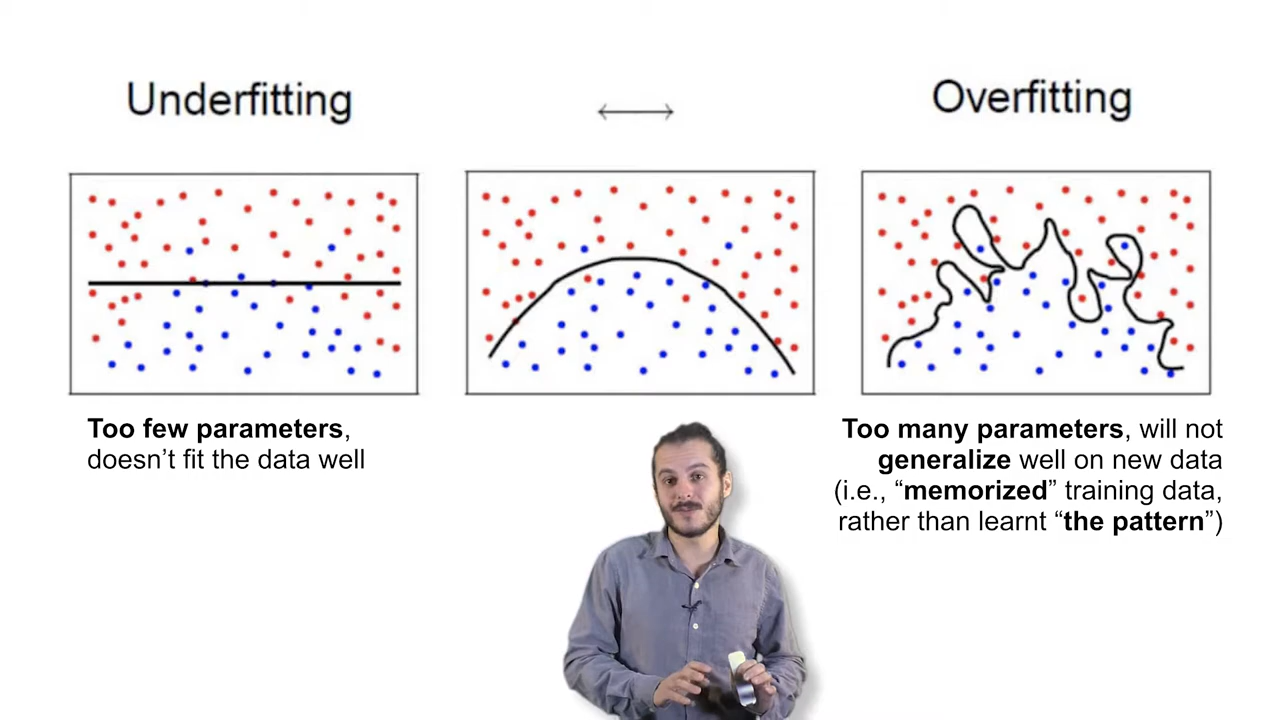 Underfitting
Overfitting
Too few parameters,
doesn’t fit the data well
Too many parameters, will not
generalize well on new data
(i.e., “memorized” training data,
rather than learnt “the pattern”)